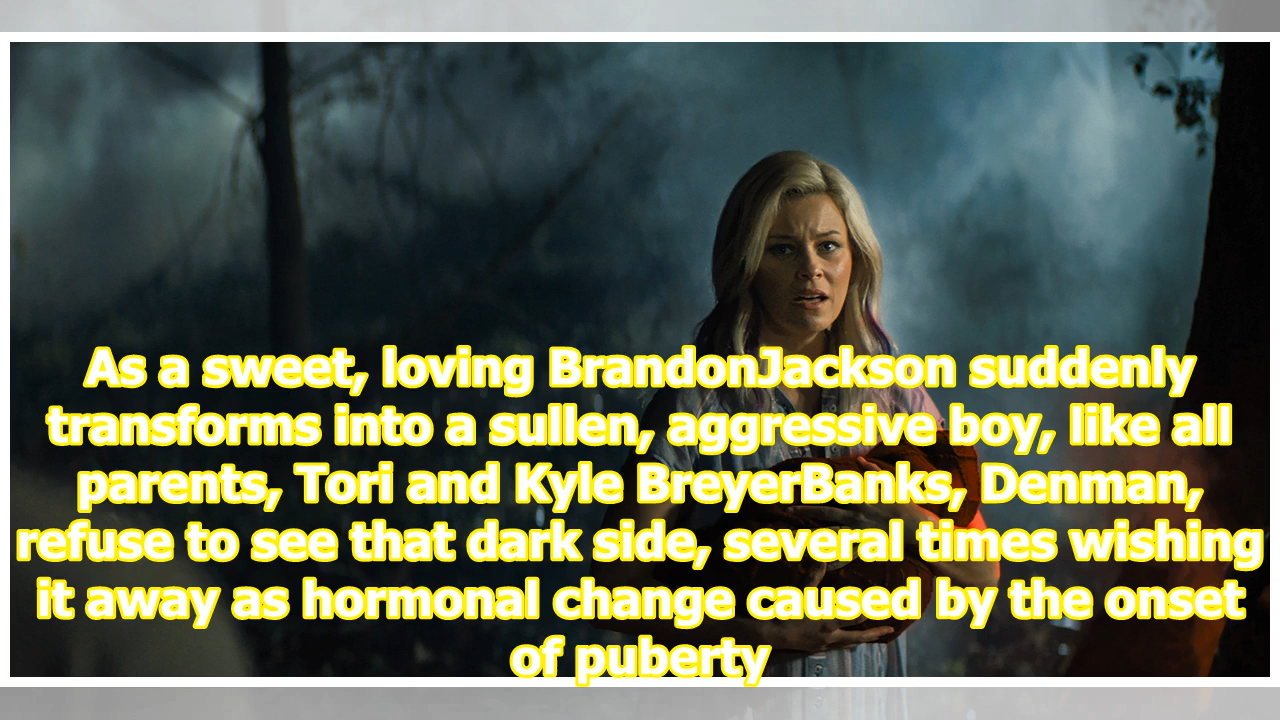 As a sweet, loving BrandonJackson suddenly
transforms into a sullen, aggressive boy, like all
parents, Tori and Kyle BreyerBanks, Denman,
refuse to see that dark side, several times wishing
it away as hormonal change caused by the onset
of puberty